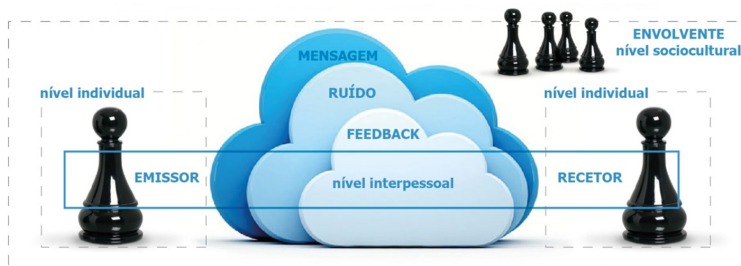 ENVOLVENTE
nível sociocultural
MENSAGEM
nível individual
RUÍDO
nível individual
FEEDBACK
EMISSOR
nível interpessoal
RECETOR